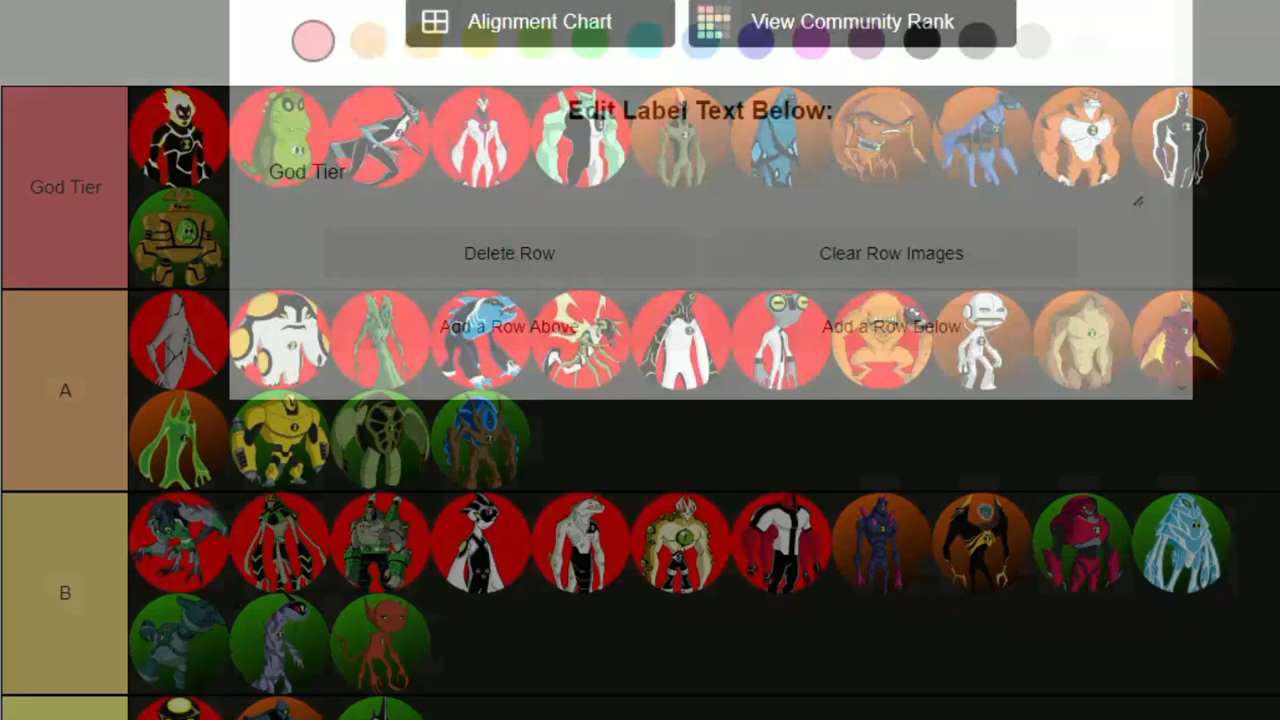 Alignment Chart
View Community Rank
Edit Label Text Below:
God Tier
God Tier
Delete Row
Clear Row Images
Add a Row Above
Add a Row Below
A
B